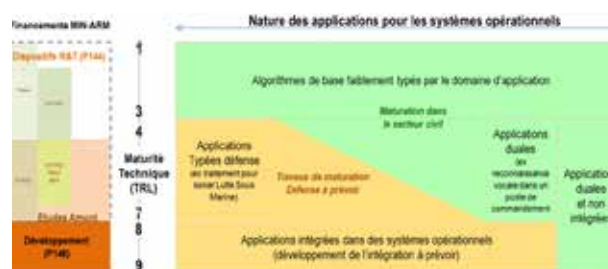 Financements MIN-ARM
Nature des applications pour les systèmes opérationnels
Dispositifs R&T (P144)
1
Algorithmes de base faiblement typés par le domaine d'application
Maturation dans
le secteur civil
3
4
Maturité
Technique
(TRL)
Applications
Typées défense
(ex traitement pour
sonar Lutte Sous
Marine)
Travaux de maturation
Défense à prévoir
Applications
duales
(ex
reconnaissance
vocale dans un
poste de
commandement
Application
duales
et non
intégrées
Etudes Amont
7
8
9
Développement
(P146)
Applications intégrées dans des systèmes opérationnels
(développement de l'intégration à prévoir)